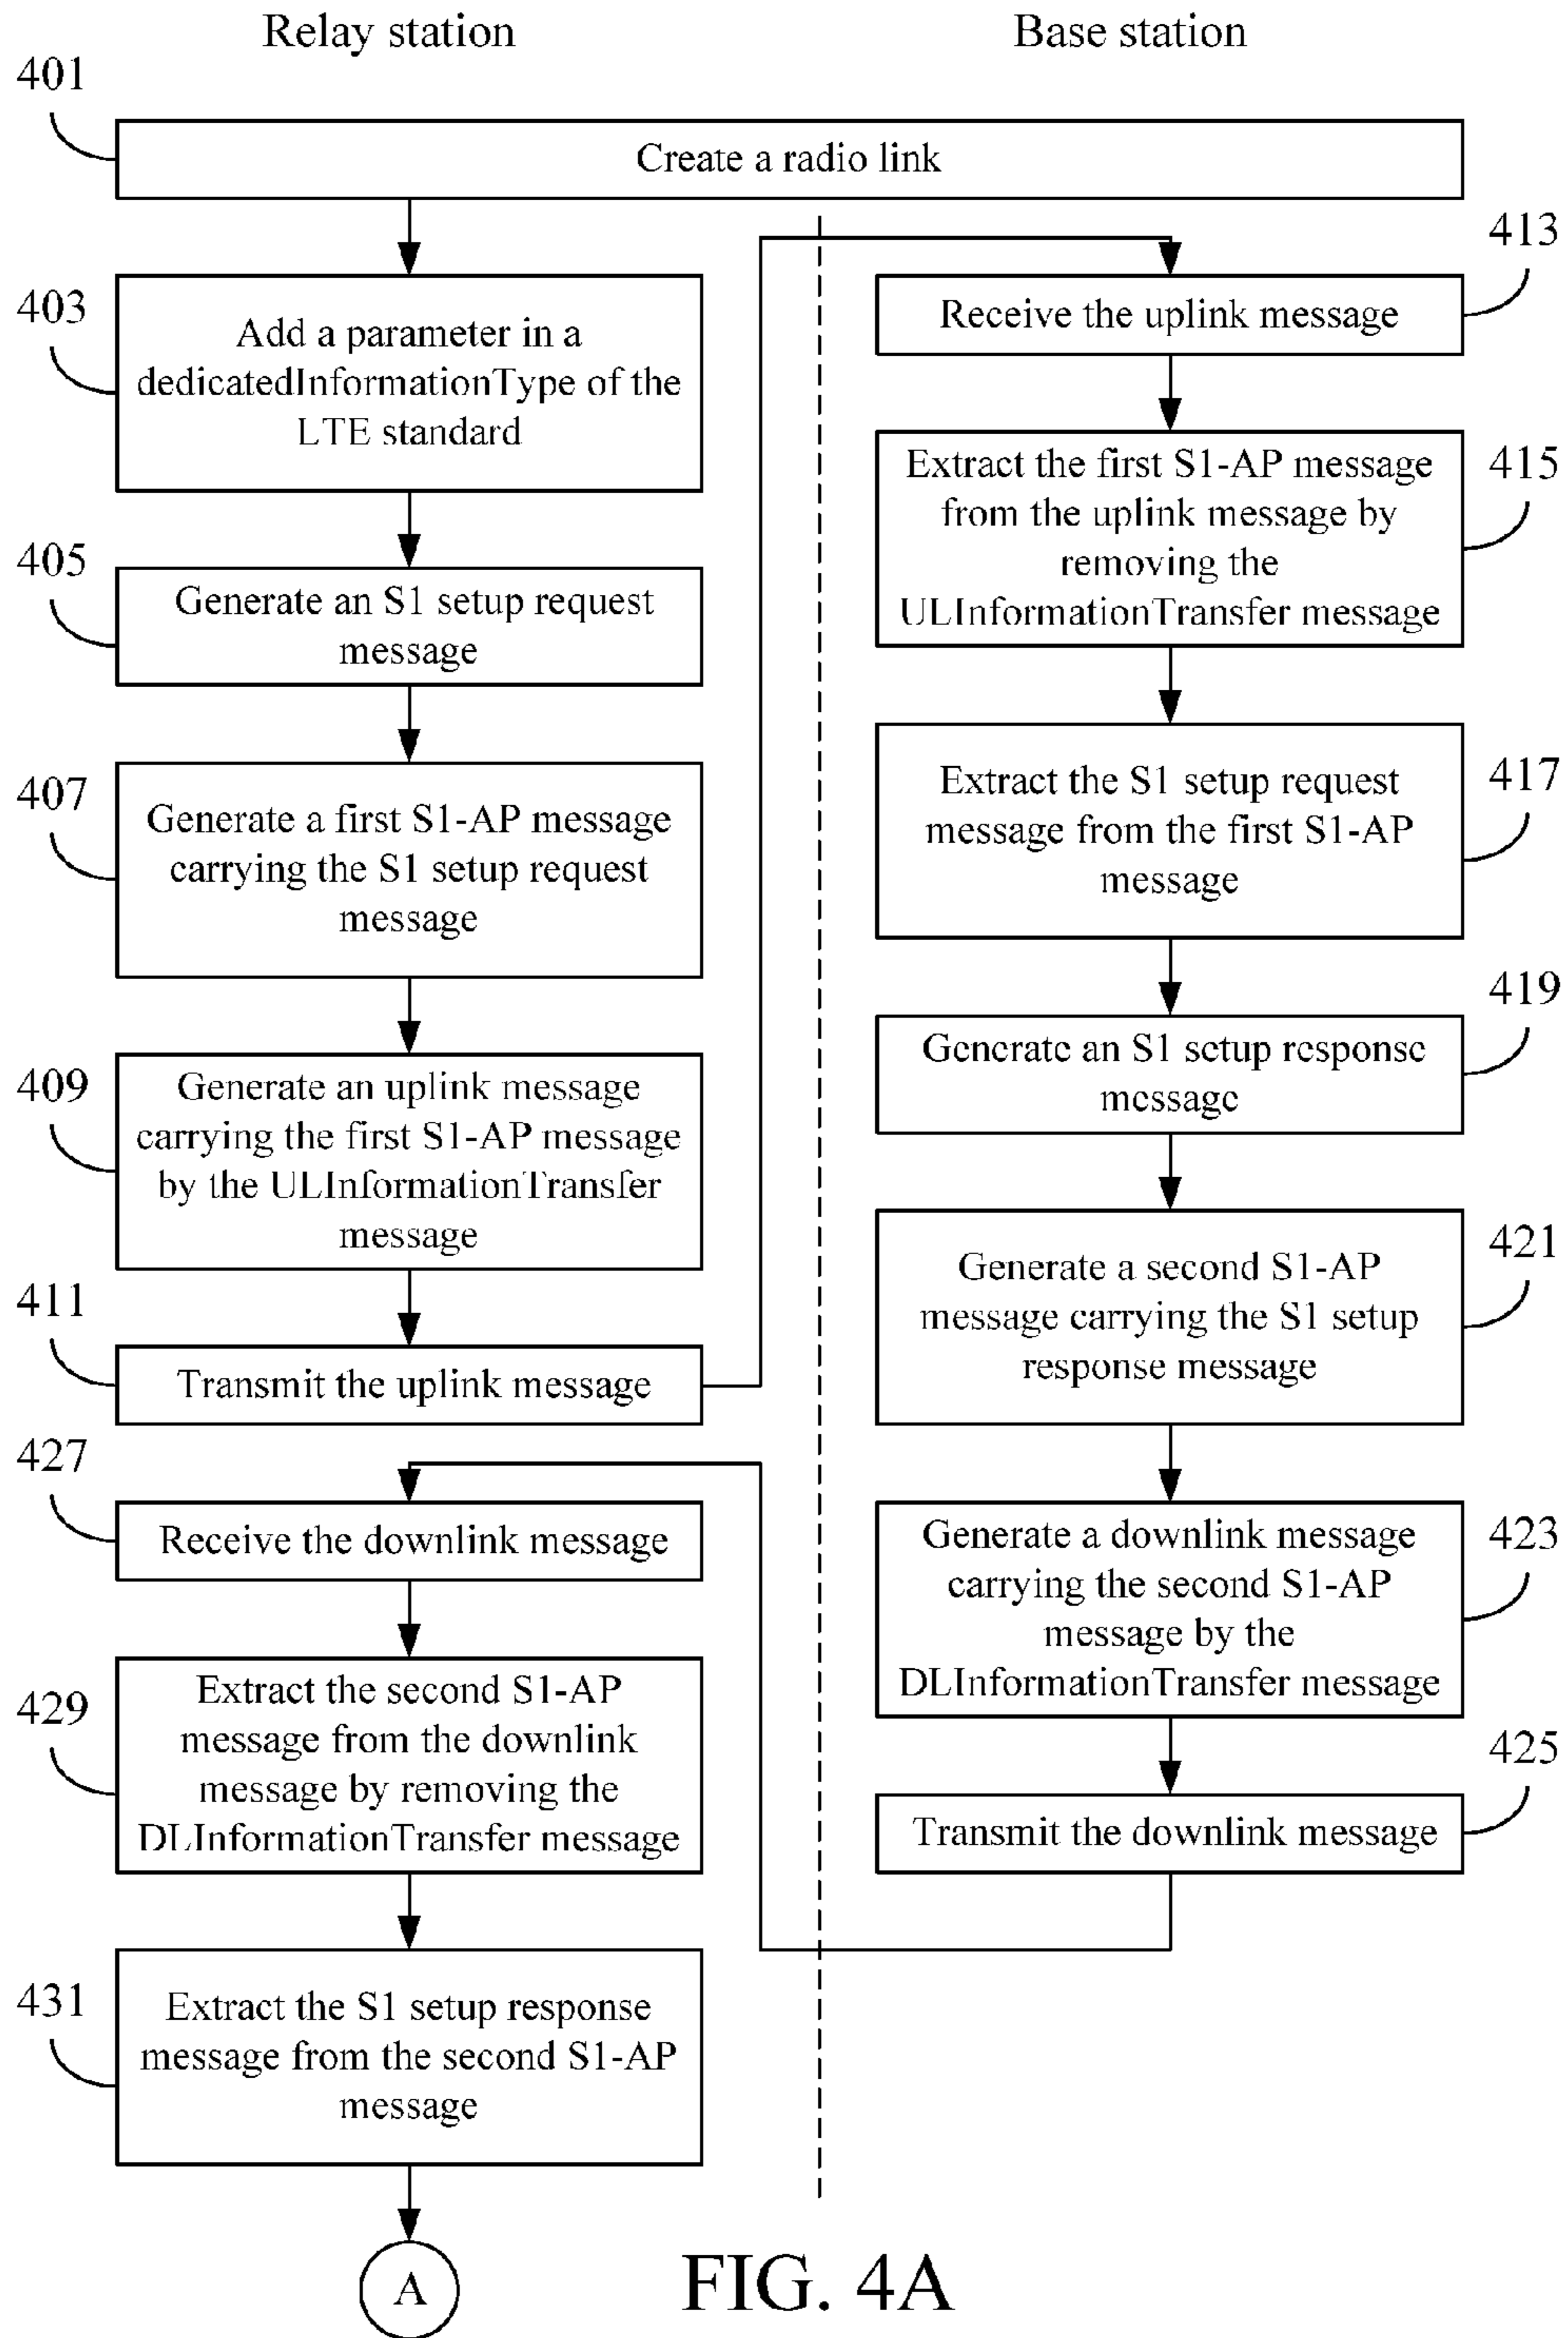 Relay station
Base station
401
Create a radio link
403
Add a parameter in a
dedicatedInformationType of the
LTE standard
405
Generate an S1 setup request
message
407
Generate a first S1-AP message
carrying the S1 setup request
message
409
Generate an uplink message
carrying the first S1-AP message
by the ULInformationTransfer
message
411
Transmit the uplink message
413
Receive the uplink message
415
Extract the first S1-AP message
from the uplink message by
removing the
ULInformationTransfer message
417
Extract the S1 setup request
message from the first S1-AP
message
419
Generate an S1 setup response
message
421
Generate a second S1-AP
message carrying the S1 setup
response message
423
Generate a downlink message
carrying the second S1-AP
message by the
DLInformationTransfer message
425
Transmit the downlink message
427
Receive the downlink message
429
Extract the second S1-AP
message from the downlink
message by removing the
DLInformationTransfer message
431
Extract the S1 setup response
message from the second S1-AP
message
A
FIG. 4A